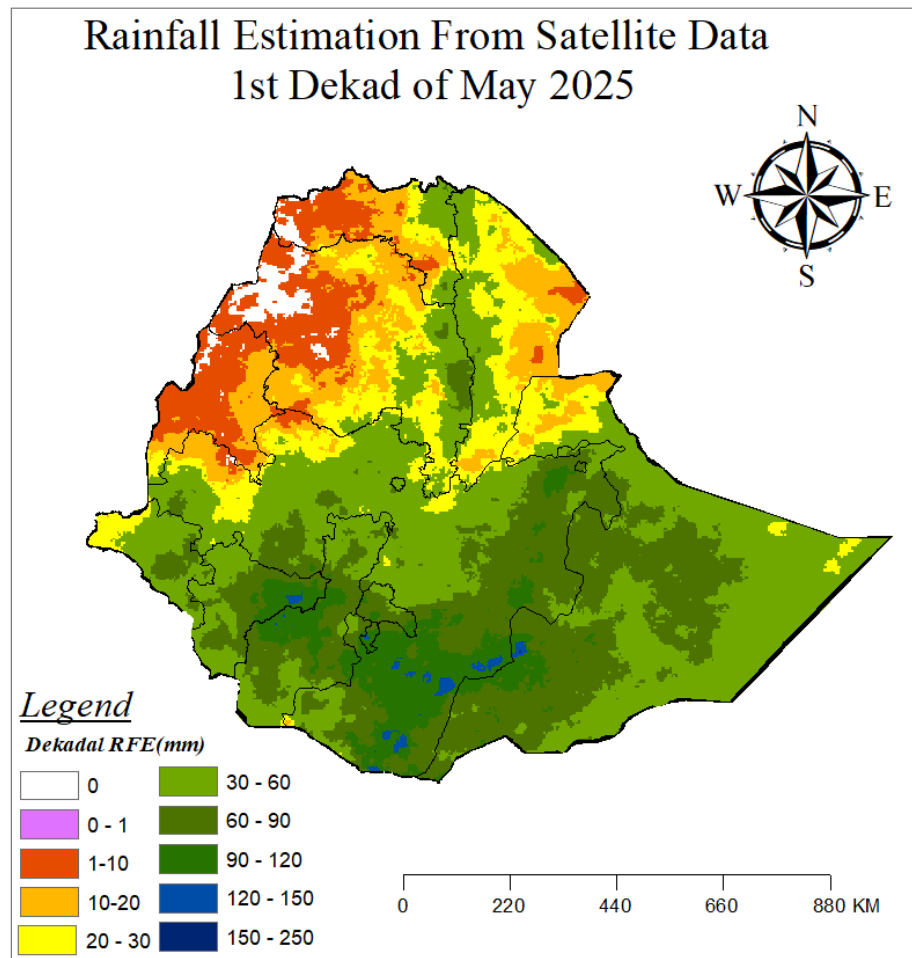 Rainfall Estimation From Satellite Data
1st Dekad of May 2025
N
W
E
S
Legend
Dekadal RFE(mm)
0
0 - 1
1-10
10-20
20 - 30
30 - 60
60 - 90
90 - 120
120 - 150
150 - 250
0 220 440 660 880 KM